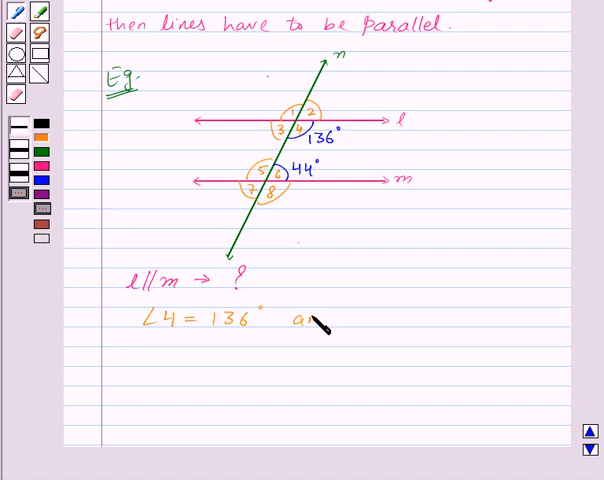 then lines have to be parallel.
Eg.
n
1 2
3 4
l
136°
5 6
44°
m
7 8
l//m → ?
∠4 = 136° an